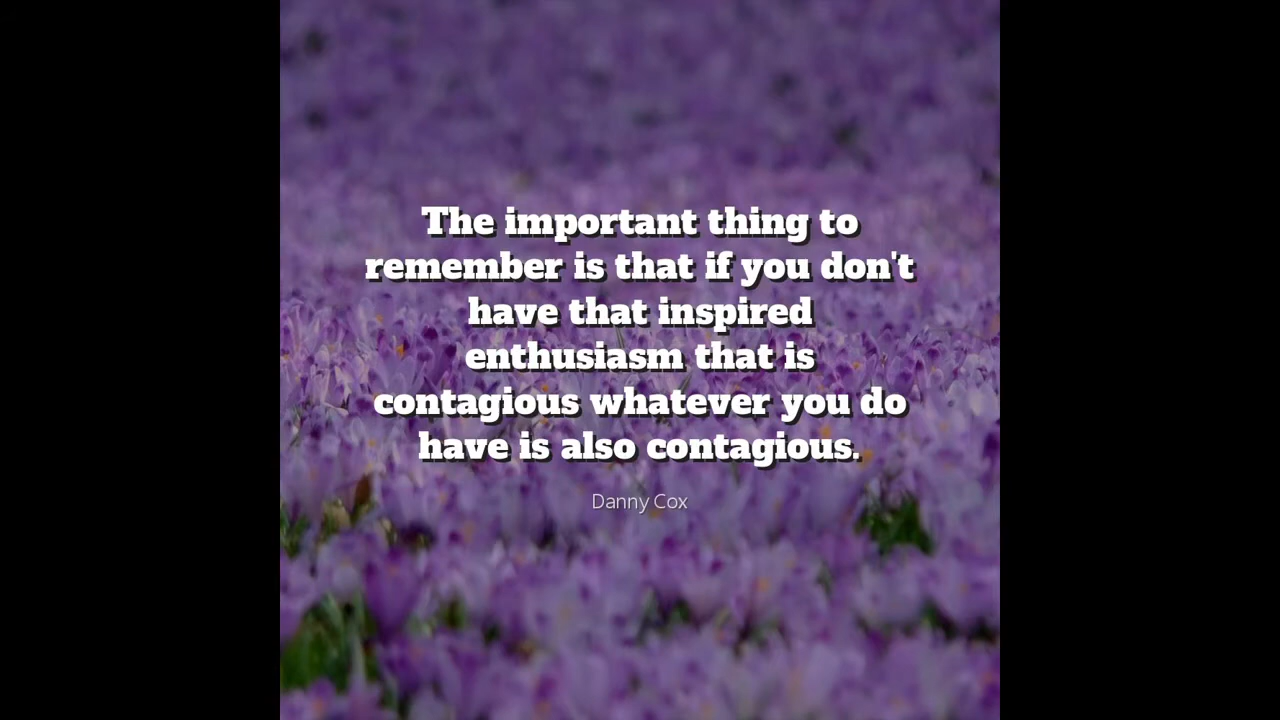 The important thing to
remember is that if you don't
have that inspired
enthusiasm that is
contagious whatever you do
have is also contagious.
Danny Cox